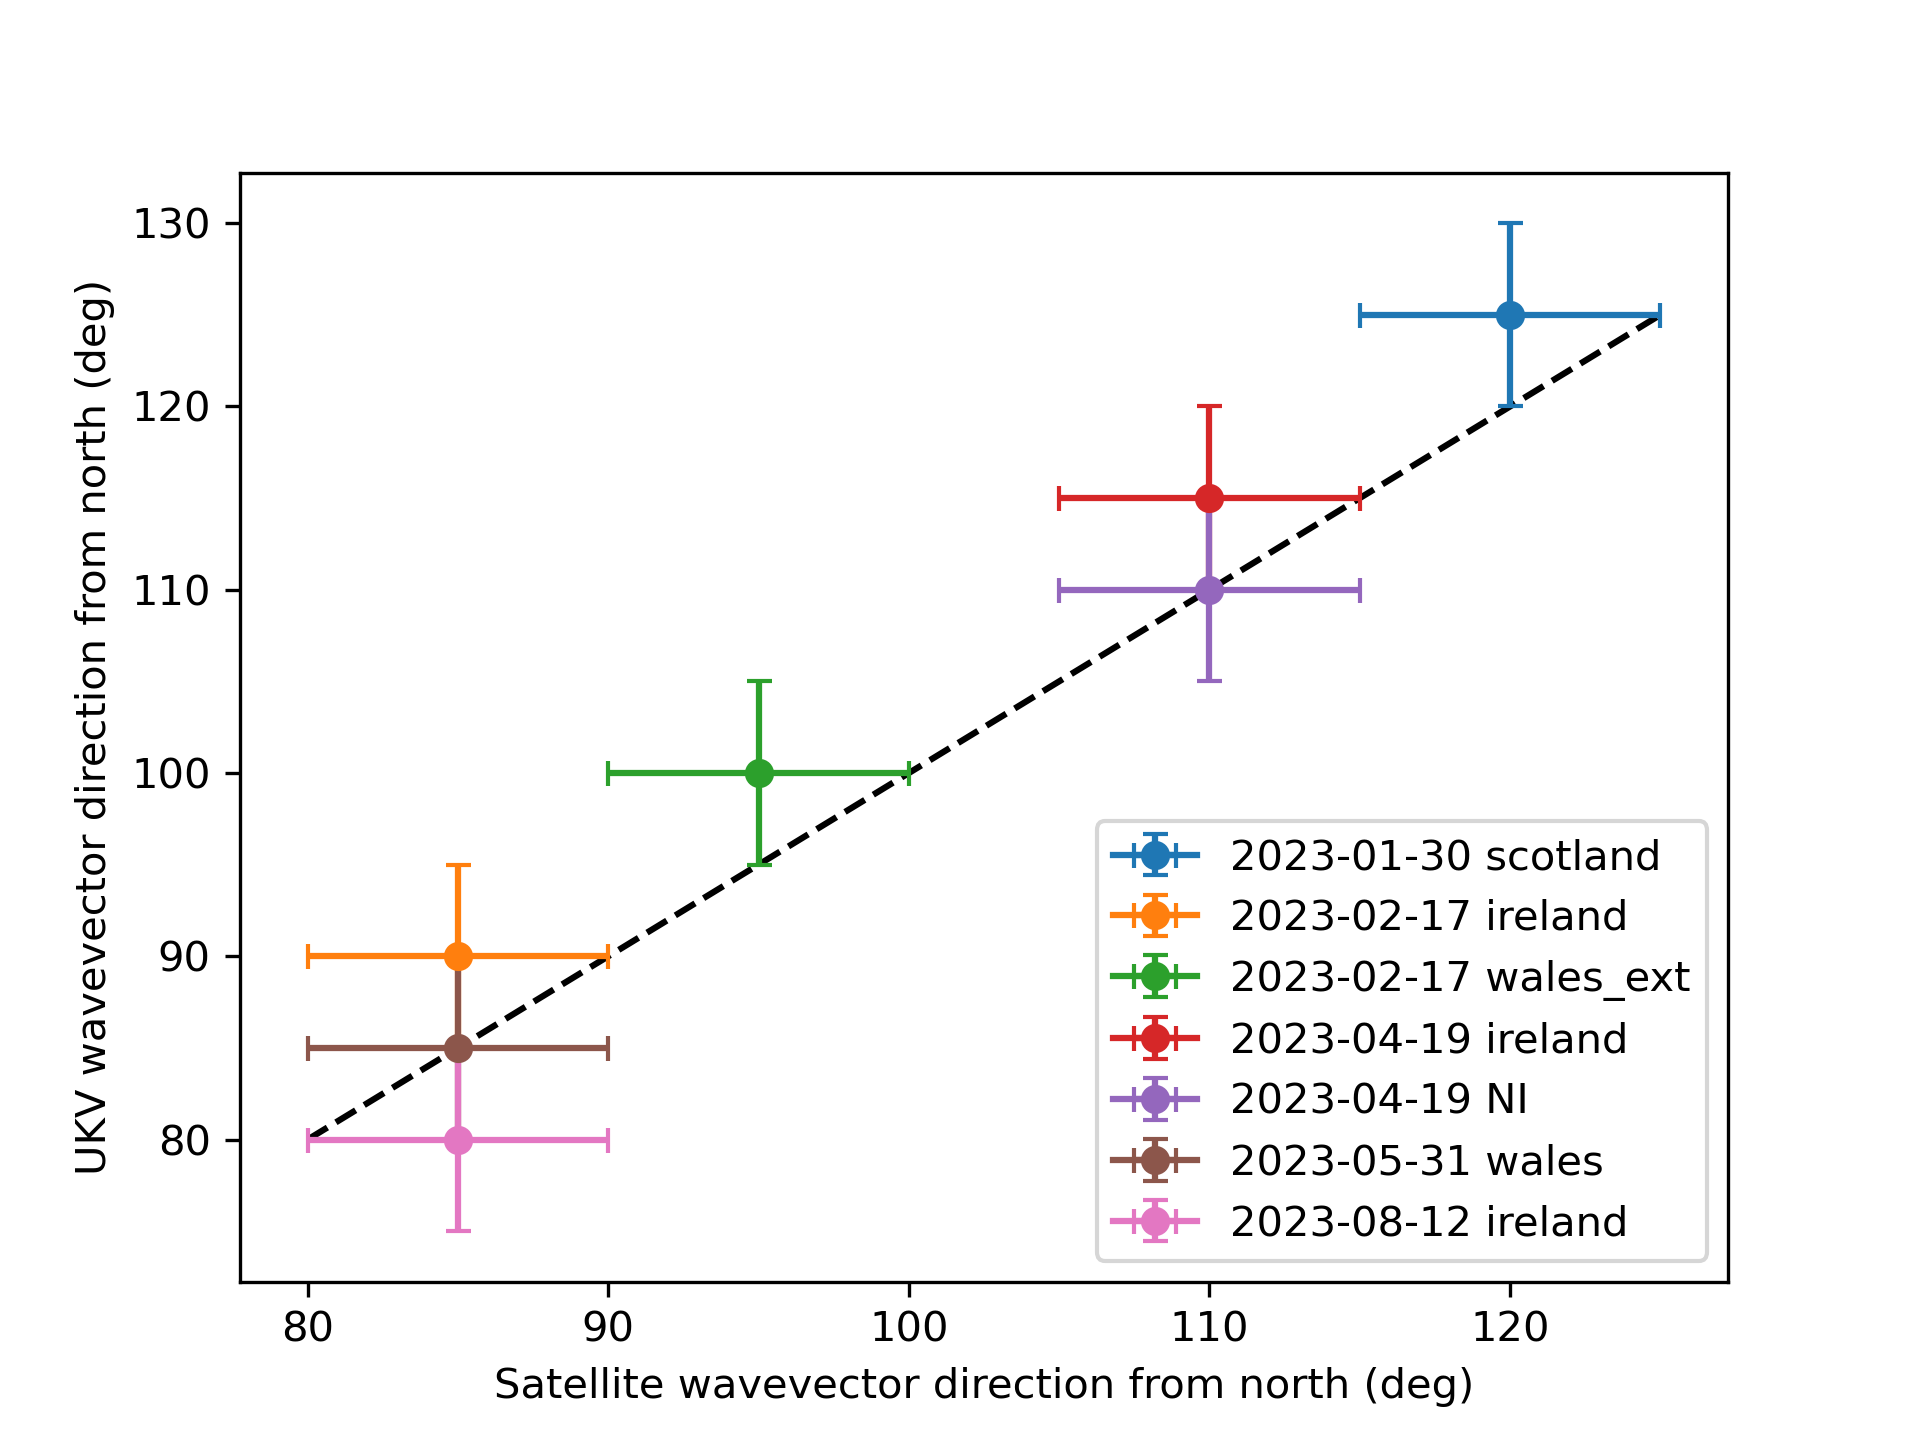 130
120
110
100
90
80
UKV wavevector direction from north (deg)
2023-01-30 scotland
2023-02-17 ireland
2023-02-17 wales_ext
2023-04-19 ireland
2023-04-19 NI
2023-05-31 wales
2023-08-12 ireland
80 90 100 110 120
Satellite wavevector direction from north (deg)